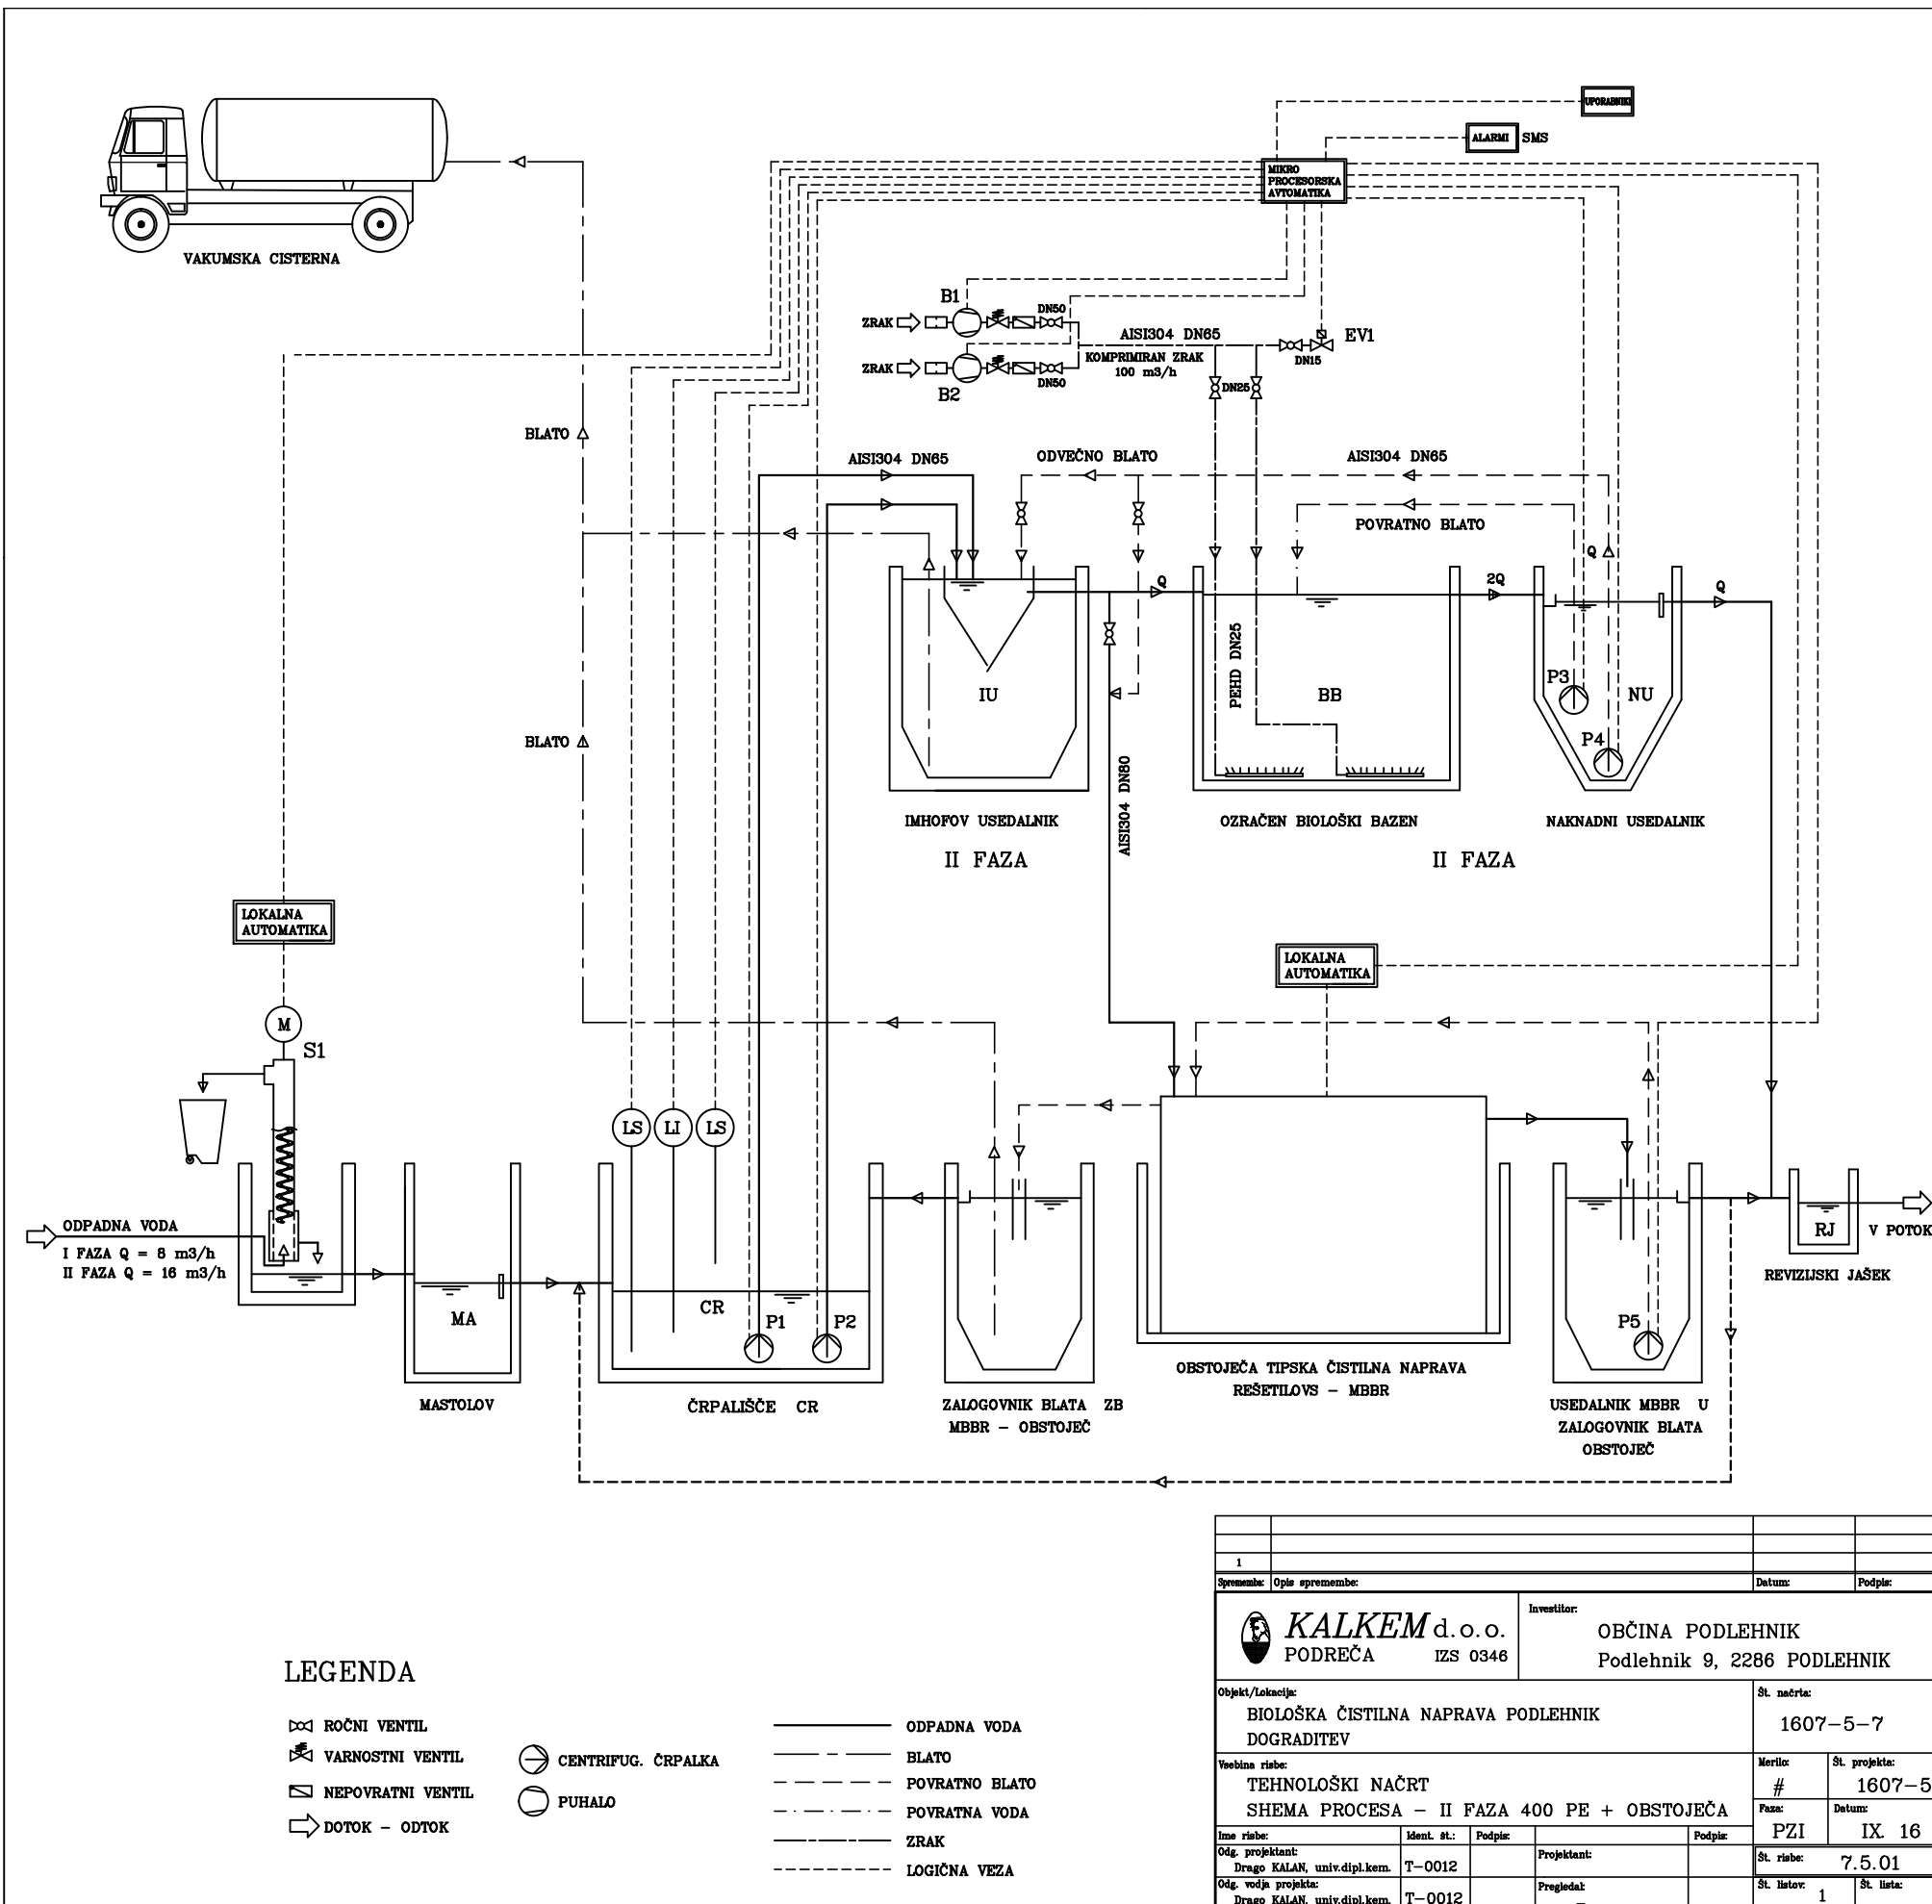 UPORABNIKI
ALARMI SMS
MIKRO
PROCESORSKA
AVTOMATIKA
VAKUMSKA CISTERNA
B1
DN50
ZRAK
AISI304 DN65
EV1
KOMPRIMIRAN ZRAK
100 m3/h
DN15
ZRAK
DN50
B2
DN25
BLATO
AISI304 DN65
ODVEČNO BLATO
AISI304 DN65
POVRATNO BLATO
Q
Q
2Q
Q
PEHD DN25
P3
IU
BB
NU
P4
BLATO
AISI304 DN80
IMHOFOV USEDALNIK
OZRAČEN BIOLOŠKI BAZEN
NAKNADNI USEDALNIK
II FAZA
II FAZA
LOKALNA
AUTOMATIKA
LOKALNA
AUTOMATIKA
M
S1
LS
LI
LS
ODPADNA VODA
I FAZA Q = 8 m3/h
II FAZA Q = 16 m3/h
RJ
V POTOK
REVIZIJSKI JAŠEK
MA
CR
P1
P2
P5
MASTOLOV
ČRPALIŠČE CR
ZALOGOVNIK BLATA ZB
MBBR - OBSTOJEČ
OBSTOJEČA TIPSKA ČISTILNA NAPRAVA
REŠETILOVS - MBBR
USEDALNIK MBBR U
ZALOGOVNIK BLATA
OBSTOJEČ
1
Sprememba: Opis spremembe: Datum: Podpis:
KALKEM d.o.o.
PODREČA IZS 0346
Investitor:
OBČINA PODLEHNIK
Podlehnik 9, 2286 PODLEHNIK
Objekt/Lokacija:
BIOLOŠKA ČISTILNA NAPRAVA PODLEHNIK
DOGRADITEV
Št. načrta:
1607-5-7
Vsebina risbe:
TEHNOLOŠKI NAČRT
SHEMA PROCESA - II FAZA 400 PE + OBSTOJEČA
Merilo:
#
Št. projekta:
1607-5
Faza:
PZI
Datum:
IX. 16
Ime risbe: Ident. št.: Podpis: Podpis:
Odg. projektant:
Drago KALAN, univ.dipl.kem. T-0012
Projektant:
Št. risbe: 7.5.01
Odg. vodja projekta:
Drago KALAN, univ.dipl.kem. T-0012
Pregledal:
Št. listov:
1
Št. lista:
LEGENDA
ROČNI VENTIL
VARNOSTNI VENTIL
NEPOVRATNI VENTIL
DOTOK - ODTOK
CENTRIFUG. ČRPALKA
PUHALO
ODPADNA VODA
BLATO
POVRATNO BLATO
POVRATNA VODA
ZRAK
LOGIČNA VEZA